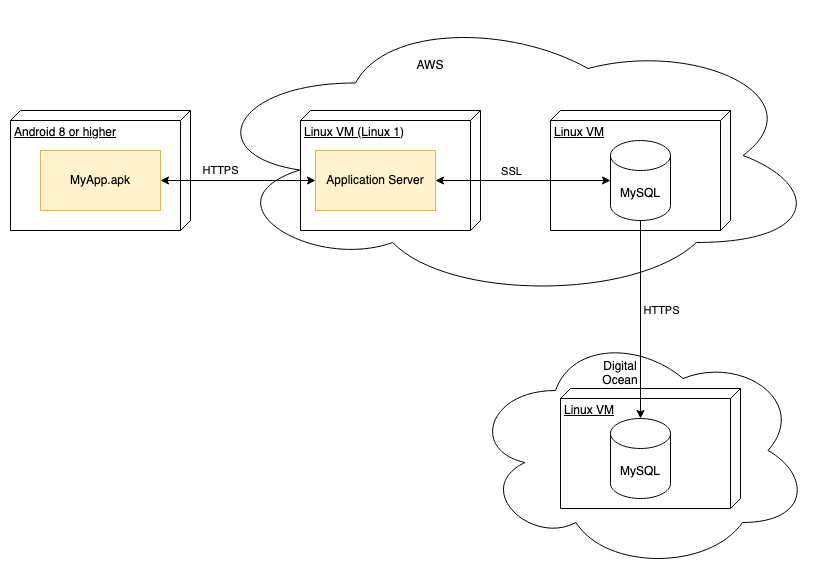 AWS
Android 8 or higher
MyApp.apk
HTTPS
Linux VM (Linux 1)
Application Server
SSL
Linux VM
MySQL
HTTPS
Digital
Ocean
Linux VM
MySQL